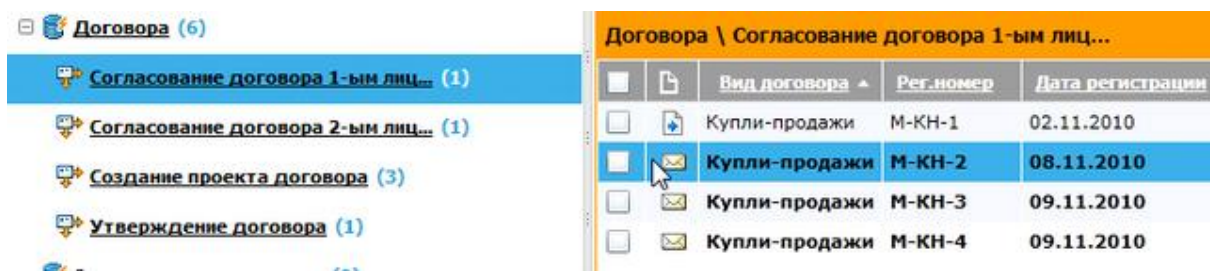 Договора (6)
Согласование договора 1-ым лиц... (1)
Согласование договора 2-ым лиц... (1)
Создание проекта договора (3)
Утверждение договора (1)
Договора \ Согласование договора 1-ым лиц...
Вид договора Рег.номер Дата регистрации
Купли-продажи М-КН-1 02.11.2010
Купли-продажи М-КН-2 08.11.2010
Купли-продажи М-КН-3 09.11.2010
Купли-продажи М-КН-4 09.11.2010